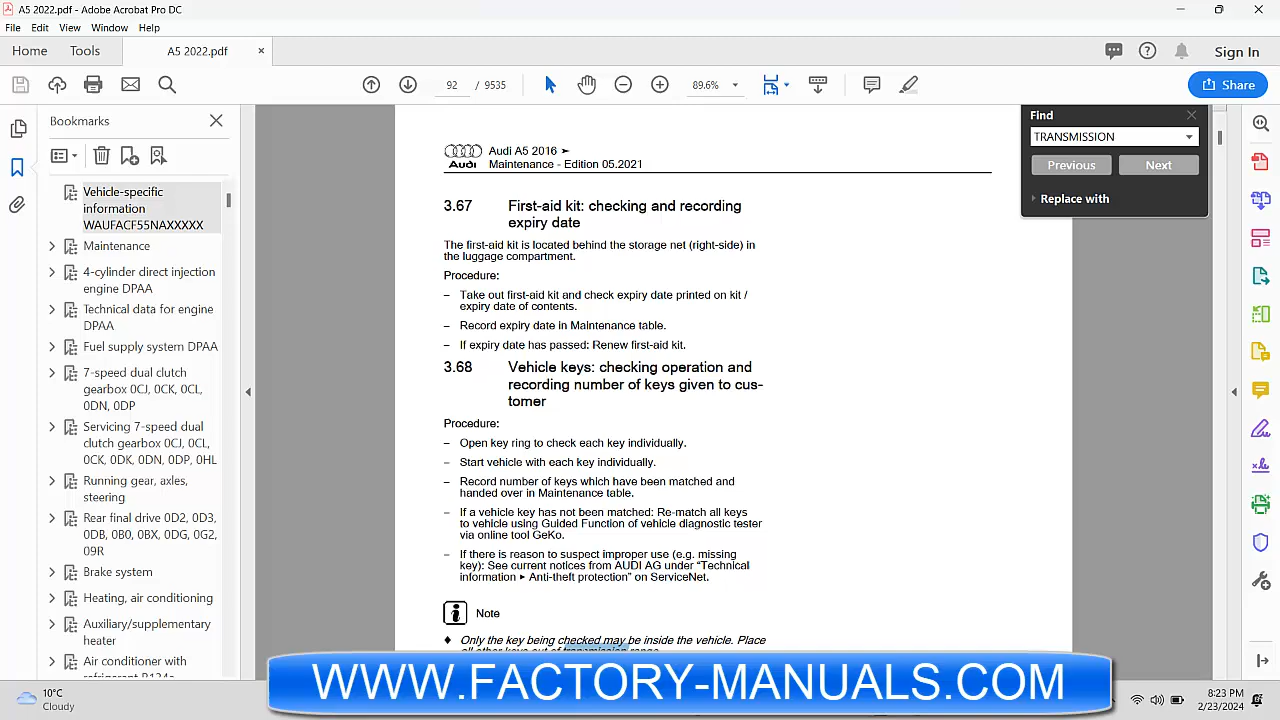 A5 2022.pdf - Adobe Acrobat Pro DC
File Edit View Window Help
Home Tools A5 2022.pdf × Sign In
92 / 9535 89.6% Share
Bookmarks
Vehicle-specific
information
WAUFACF55NAXXXXX
Maintenance
4-cylinder direct injection
engine DPAA
Technical data for engine
DPAA
Fuel supply system DPAA
7-speed dual clutch
gearbox 0CJ, 0CK, 0CL,
0DN, 0DP
Servicing 7-speed dual
clutch gearbox 0CJ, 0CL,
0CK, 0DK, 0DN, 0DP, 0HL
Running gear, axles,
steering
Rear final drive 0D2, 0D3,
0DB, 0B0, 0BX, 0DG, 0G2,
09R
Brake system
Heating, air conditioning
Auxiliary/supplementary
heater
Air conditioner with
refrigerant R134a
Audi
Audi A5 2016 ➤
Maintenance - Edition 05.2021
3.67 First-aid kit: checking and recording
expiry date
The first-aid kit is located behind the storage net (right-side) in
the luggage compartment.
Procedure:
– Take out first-aid kit and check expiry date printed on kit /
expiry date of contents.
– Record expiry date in Maintenance table.
– If expiry date has passed: Renew first-aid kit.
3.68 Vehicle keys: checking operation and
recording number of keys given to cus-
tomer
Procedure:
– Open key ring to check each key individually.
– Start vehicle with each key individually.
– Record number of keys which have been matched and
handed over in Maintenance table.
– If a vehicle key has not been matched: Re-match all keys
to vehicle using Guided Function of vehicle diagnostic tester
via online tool GeKo.
– If there is reason to suspect improper use (e.g. missing
key): See current notices from AUDI AG under “Technical
information ▸ Anti-theft protection” on ServiceNet.
Note
♦ Only the key being checked may be inside the vehicle. Place
all other keys out of transmission range.
Find
TRANSMISSION
Previous Next
Replace with
WWW.FACTORY-MANUALS.COM
10°C
Cloudy
8:23 PM
2/23/2024